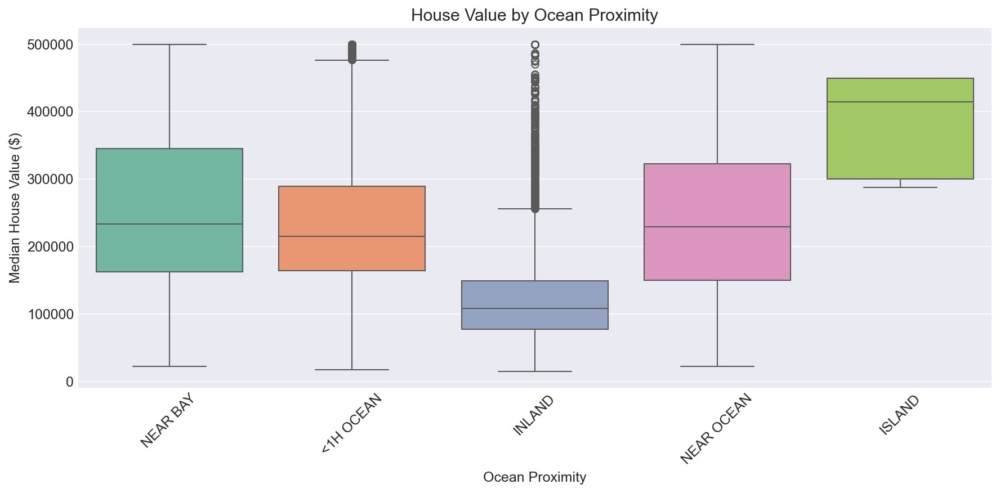 House Value by Ocean Proximity
Median House Value ($)
500000
400000
300000
200000
100000
0
NEAR BAY
<1H OCEAN
INLAND
NEAR OCEAN
ISLAND
Ocean Proximity